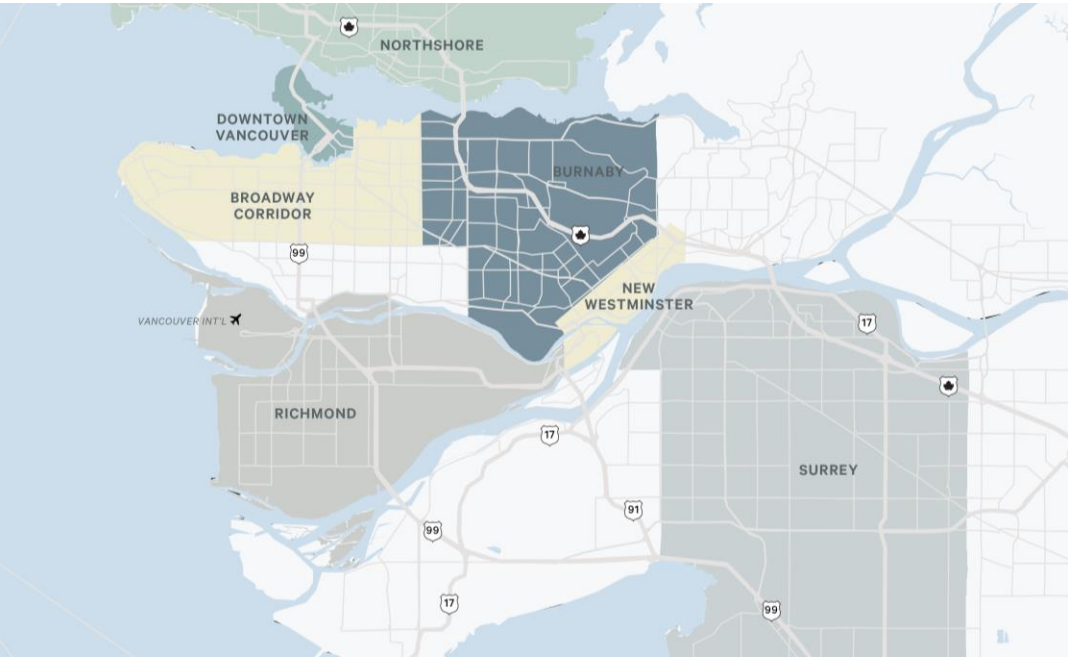 NORTHSHORE
DOWNTOWN
VANCOUVER
BURNABY
BROADWAY
CORRIDOR
99
NEW
WESTMINSTER
VANCOUVER INT'L
17
RICHMOND
17
SURREY
91
99
17
99